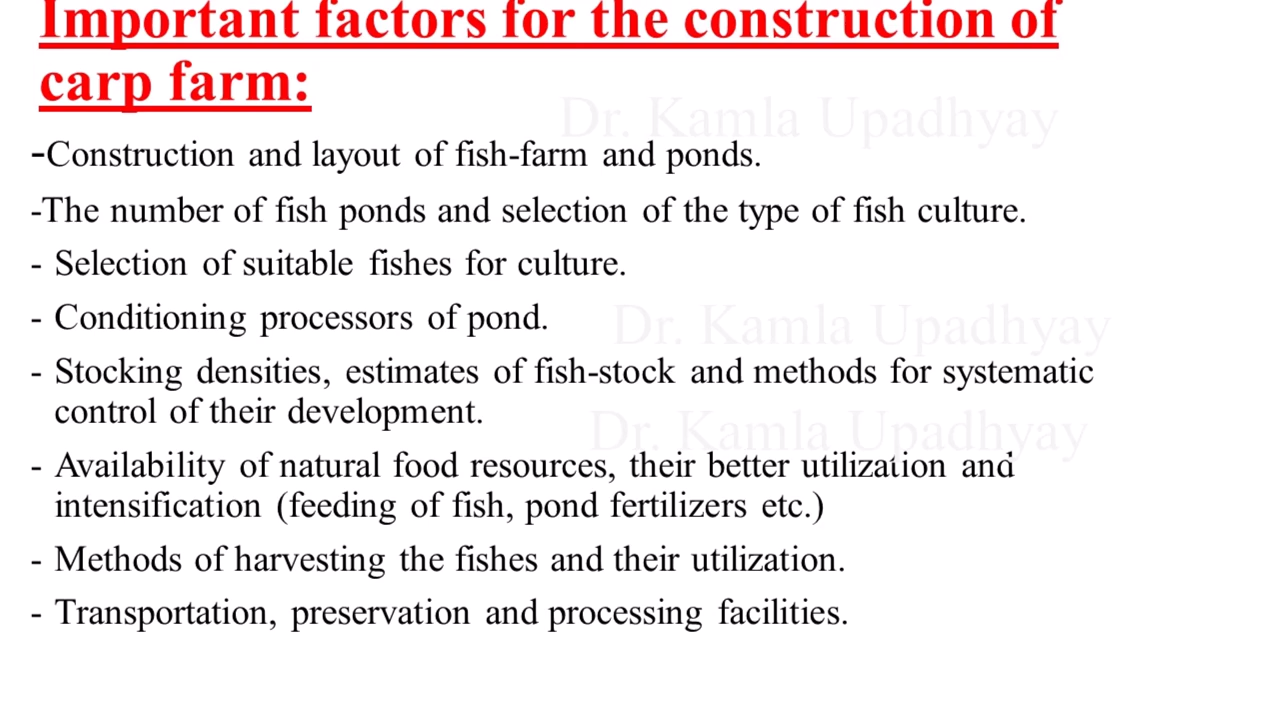 Important factors for the construction of
carp farm:
Dr. Kamla Upadhyay
-Construction and layout of fish-farm and ponds.
-The number of fish ponds and selection of the type of fish culture.
- Selection of suitable fishes for culture.
- Conditioning processors of pond.
Dr. Kamla Upadhyay
- Stocking densities, estimates of fish-stock and methods for systematic
control of their development.
Dr. Kamla Upadhyay
- Availability of natural food resources, their better utilization and
intensification (feeding of fish, pond fertilizers etc.)
- Methods of harvesting the fishes and their utilization.
- Transportation, preservation and processing facilities.